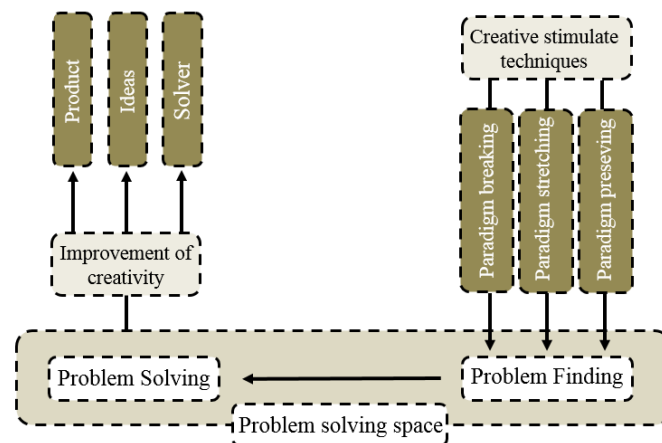 Product
Ideas
Solver
Creative stimulate
techniques
Paradigm breaking
Paradigm stretching
Paradigm preseving
Improvement of
creativity
Problem Solving
Problem Finding
Problem solving space